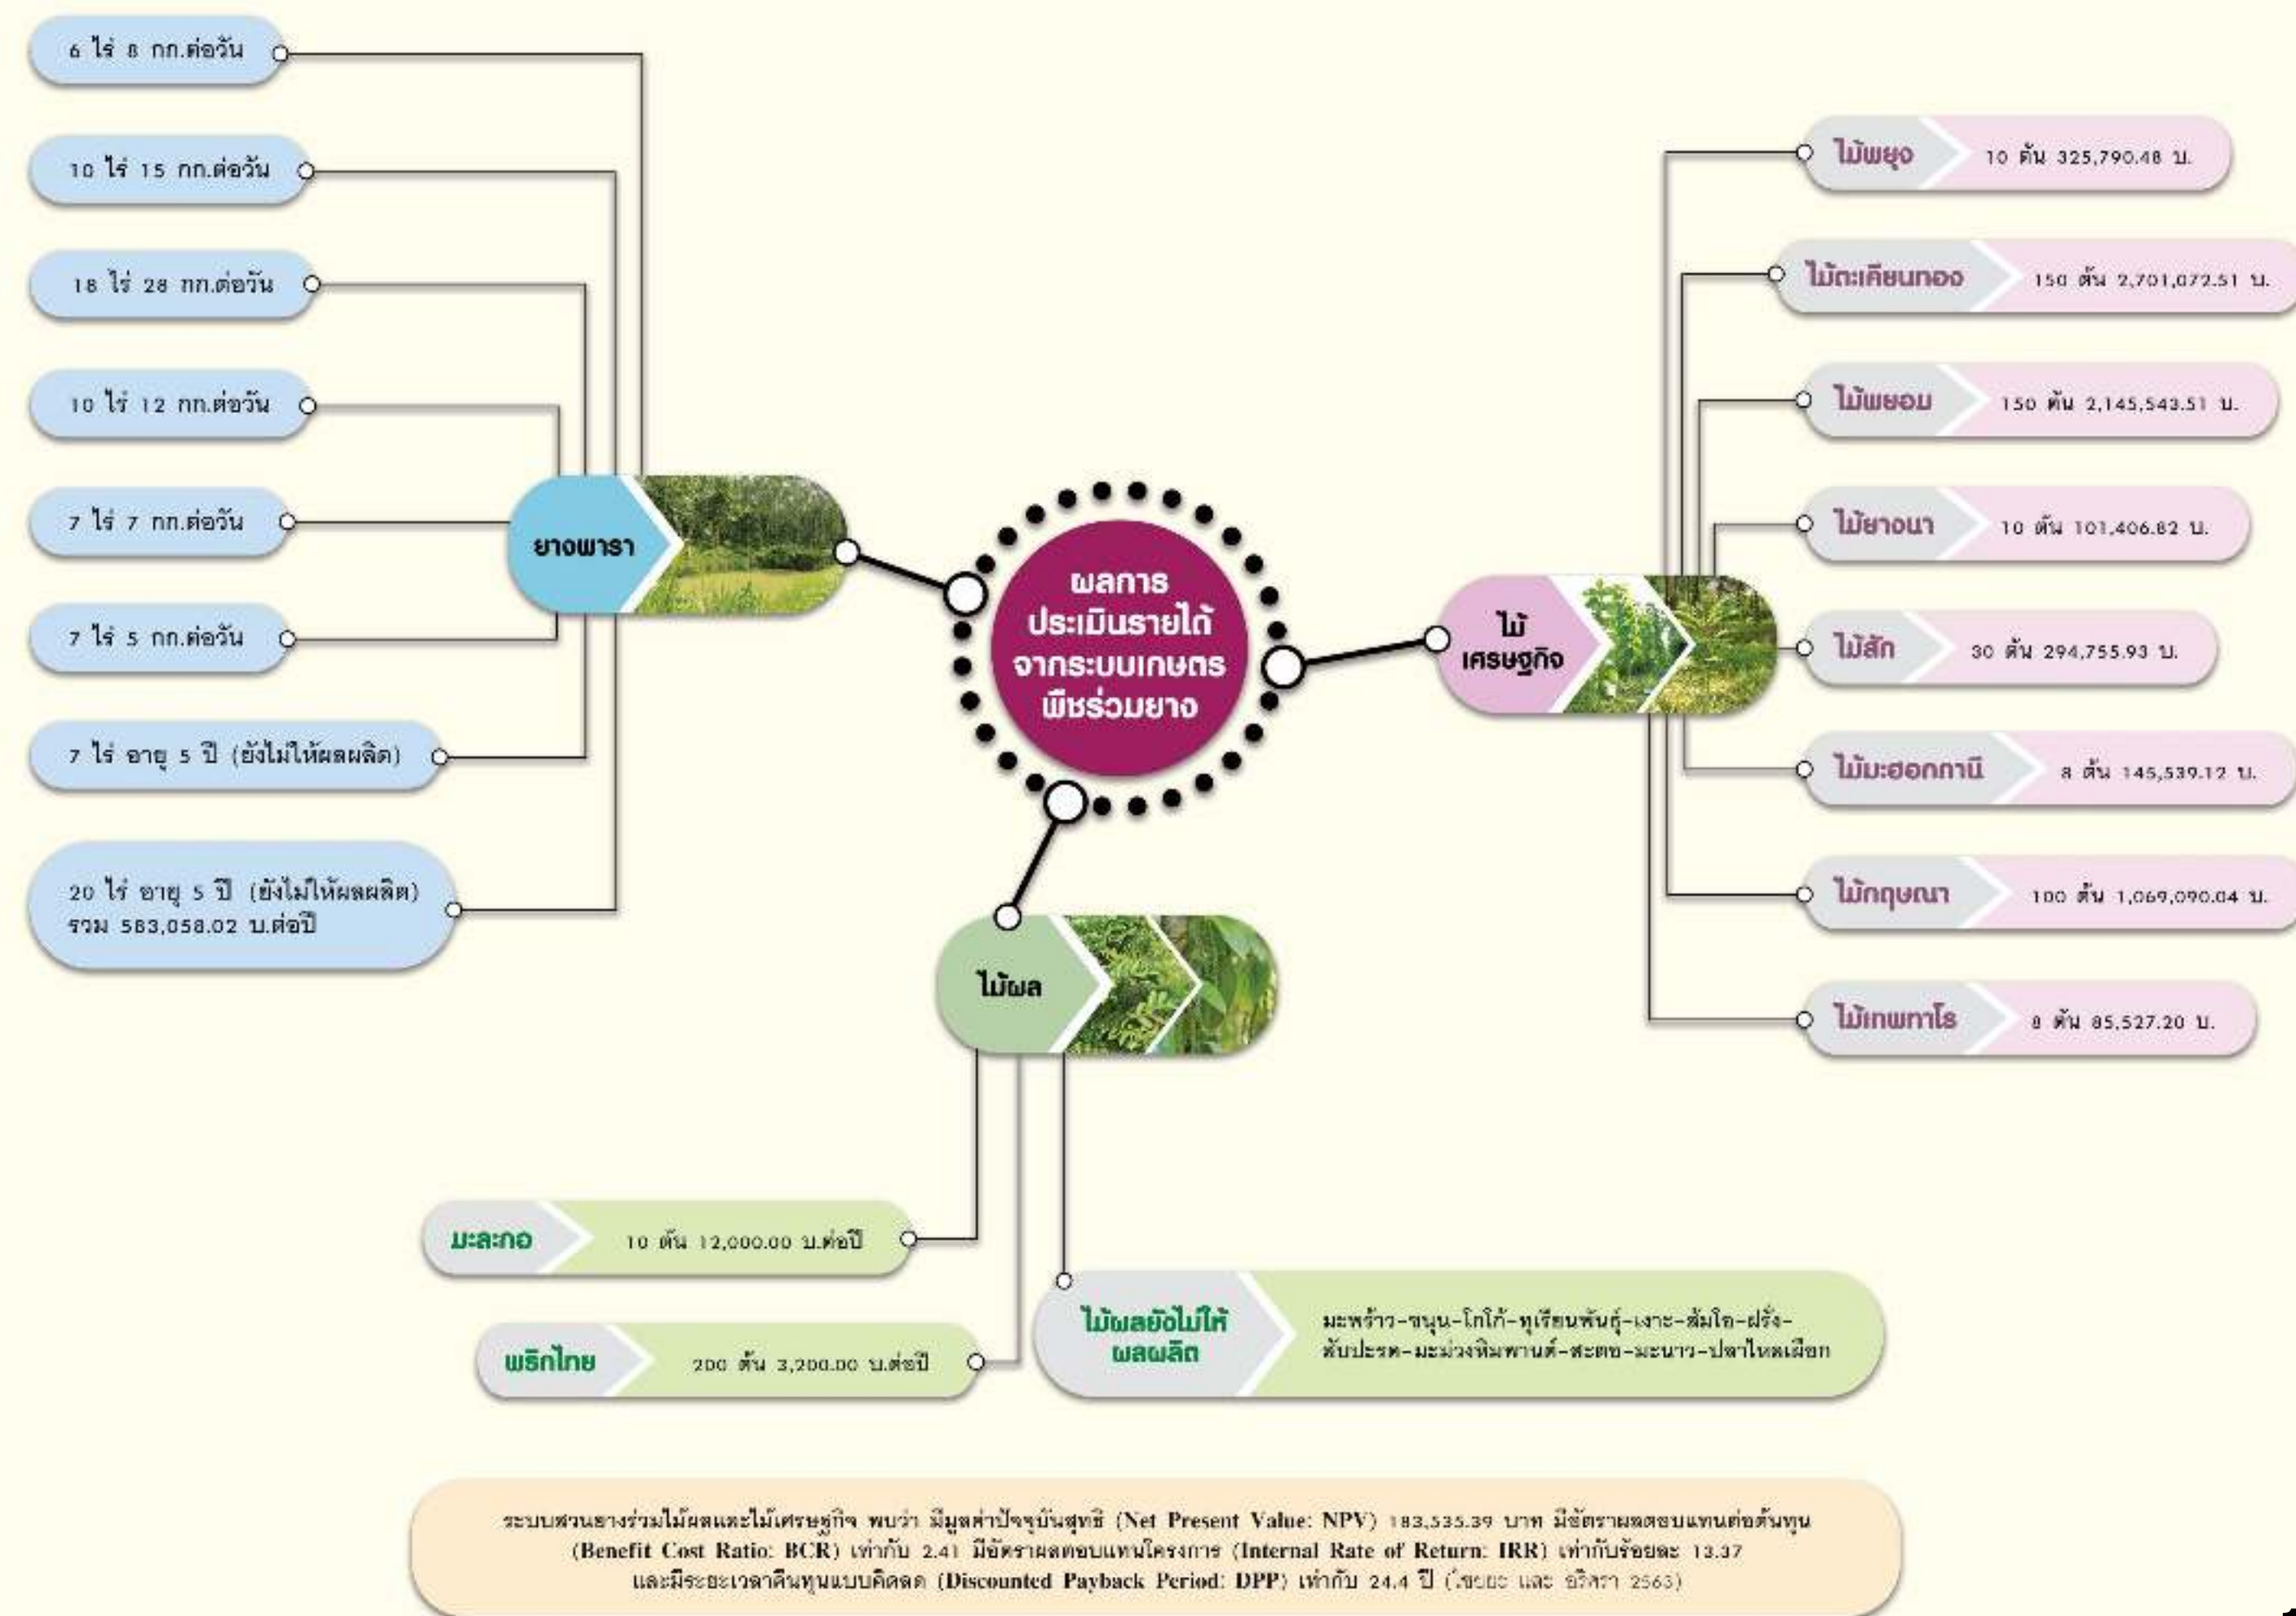 6 ไร่ 8 กก.ต่อวัน
10 ไร่ 15 กก.ต่อวัน
18 ไร่ 28 กก.ต่อวัน
10 ไร่ 12 กก.ต่อวัน
7 ไร่ 7 กก.ต่อวัน
7 ไร่ 5 กก.ต่อวัน
7 ไร่ อายุ 5 ปี (ยังไม่ให้ผลผลิต)
20 ไร่ อายุ 5 ปี (ยังไม่ให้ผลผลิต)
รวม 583,058.02 บ.ต่อปี
ยางพารา
ผลการ
ประเมินรายได้
จากระบบเกษตร
พืชร่วมยาง
ไม้
เศรษฐกิจ
ไม้พยุง 10 ต้น 325,790.48 บ.
ไม้ตะเคียนทอง 150 ต้น 2,701,072.51 บ.
ไม้พยอม 150 ต้น 2,145,543.51 บ.
ไม้ยางนา 10 ต้น 101,406.82 บ.
ไม้สัก 30 ต้น 294,755.93 บ.
ไม้มะฮอกกานี 8 ต้น 145,539.12 บ.
ไม้กฤษณา 100 ต้น 1,069,090.04 บ.
ไม้เทพทาโร 8 ต้น 85,527.20 บ.
ไม้ผล
มะละกอ 10 ต้น 12,000.00 บ.ต่อปี
พริกไทย 200 ต้น 3,200.00 บ.ต่อปี
ไม้ผลยังไม่ให้
ผลผลิต
มะพร้าว-ขนุน-โกโก้-ทุเรียนพันธุ์-เงาะ-ส้มโอ-ฝรั่ง-
สับปะรด-มะม่วงหิมพานต์-สะตอ-มะนาว-ปลาไหลเผือก
ระบบสวนยางร่วมไม้ผลและไม้เศรษฐกิจ พบว่า มีมูลค่าปัจจุบันสุทธิ (Net Present Value: NPV) 183,535.39 บาท มีอัตราผลตอบแทนต่อต้นทุน
(Benefit Cost Ratio: BCR) เท่ากับ 2.41 มีอัตราผลตอบแทนโครงการ (Internal Rate of Return: IRR) เท่ากับร้อยละ 13.37
และมีระยะเวลาคืนทุนแบบคิดลด (Discounted Payback Period: DPP) เท่ากับ 24.4 ปี (ไชยยะ และ อริศรา 2563)